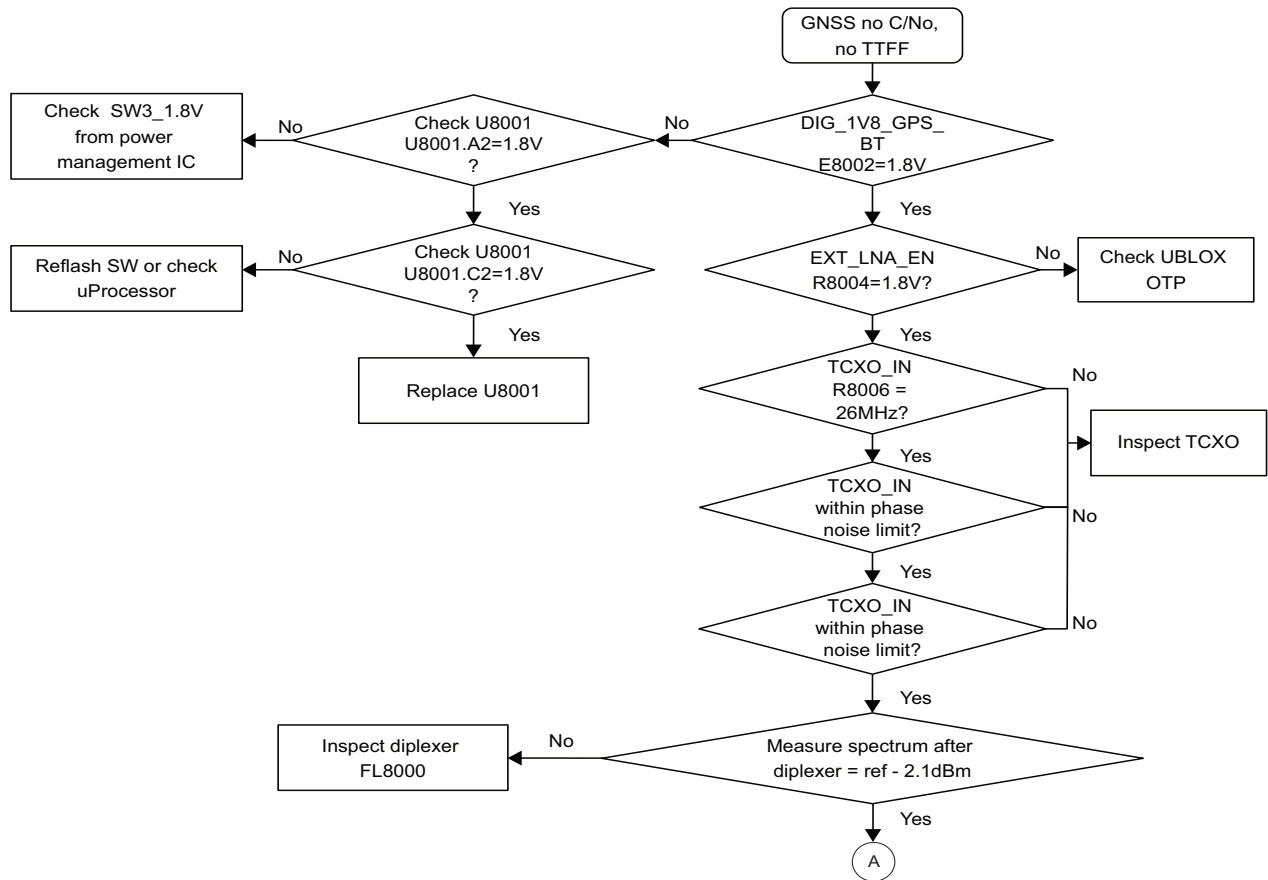 GNSS no C/No,
no TTFF
DIG_1V8_GPS_
BT
E8002=1.8V
No
Check U8001
U8001.A2=1.8V
?
No
Check SW3_1.8V
from power
management IC
Yes
Check U8001
U8001.C2=1.8V
?
No
Reflash SW or check
uProcessor
Yes
Replace U8001
Yes
EXT_LNA_EN
R8004=1.8V?
No
Check UBLOX
OTP
Yes
TCXO_IN
R8006 =
26MHz?
No
Inspect TCXO
Yes
TCXO_IN
within phase
noise limit?
No
Yes
TCXO_IN
within phase
noise limit?
No
Yes
Measure spectrum after
diplexer = ref - 2.1dBm
No
Inspect diplexer
FL8000
Yes
A